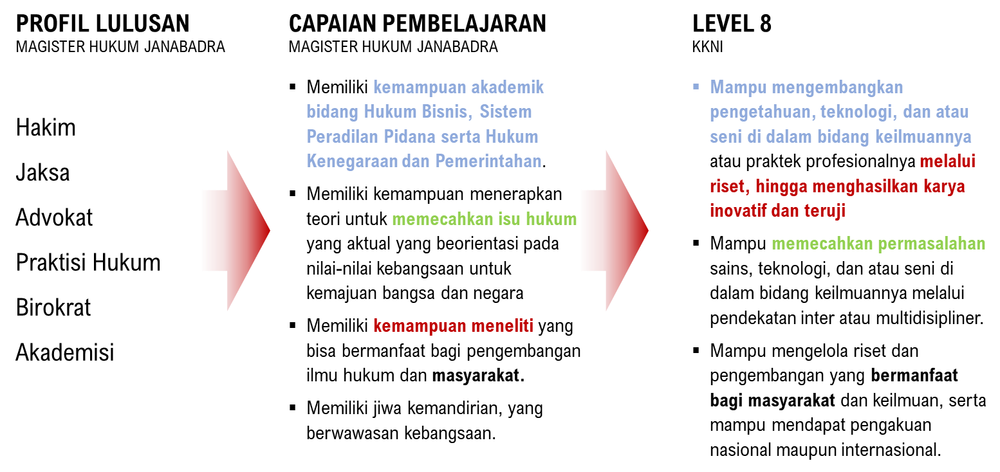 PROFIL LULUSAN
MAGISTER HUKUM JANABADRA
Hakim
Jaksa
Advokat
Praktisi Hukum
Birokrat
Akademisi
CAPAIAN PEMBELAJARAN
MAGISTER HUKUM JANABADRA
▪ Memiliki kemampuan akademik
bidang Hukum Bisnis, Sistem
Peradilan Pidana serta Hukum
Kenegaraan dan Pemerintahan.
▪ Memiliki kemampuan menerapkan
teori untuk memecahkan isu hukum
yang aktual yang beorientasi pada
nilai-nilai kebangsaan untuk
kemajuan bangsa dan negara
▪ Memiliki kemampuan meneliti yang
bisa bermanfaat bagi pengembangan
ilmu hukum dan masyarakat.
▪ Memiliki jiwa kemandirian, yang
berwawasan kebangsaan.
LEVEL 8
KKNI
▪ Mampu mengembangkan
pengetahuan, teknologi, dan atau
seni di dalam bidang keilmuannya
atau praktek profesionalnya melalui
riset, hingga menghasilkan karya
inovatif dan teruji
▪ Mampu memecahkan permasalahan
sains, teknologi, dan atau seni di
dalam bidang keilmuannya melalui
pendekatan inter atau multidisipliner.
▪ Mampu mengelola riset dan
pengembangan yang bermanfaat
bagi masyarakat dan keilmuan, serta
mampu mendapat pengakuan
nasional maupun internasional.